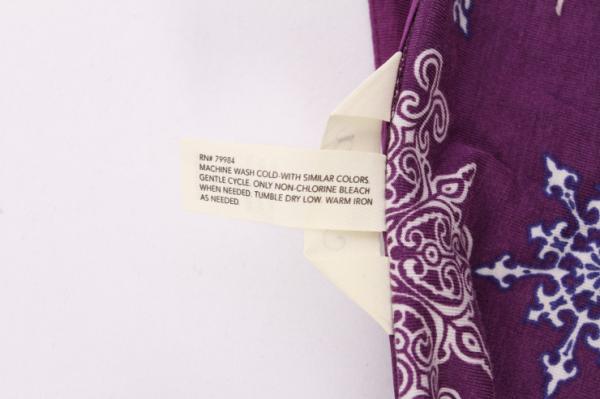 RN# 79984
MACHINE WASH COLD-WITH SIMILAR COLORS.
GENTLE CYCLE. ONLY NON-CHLORINE BLEACH
WHEN NEEDED. TUMBLE DRY LOW. WARM IRON
AS NEEDED.